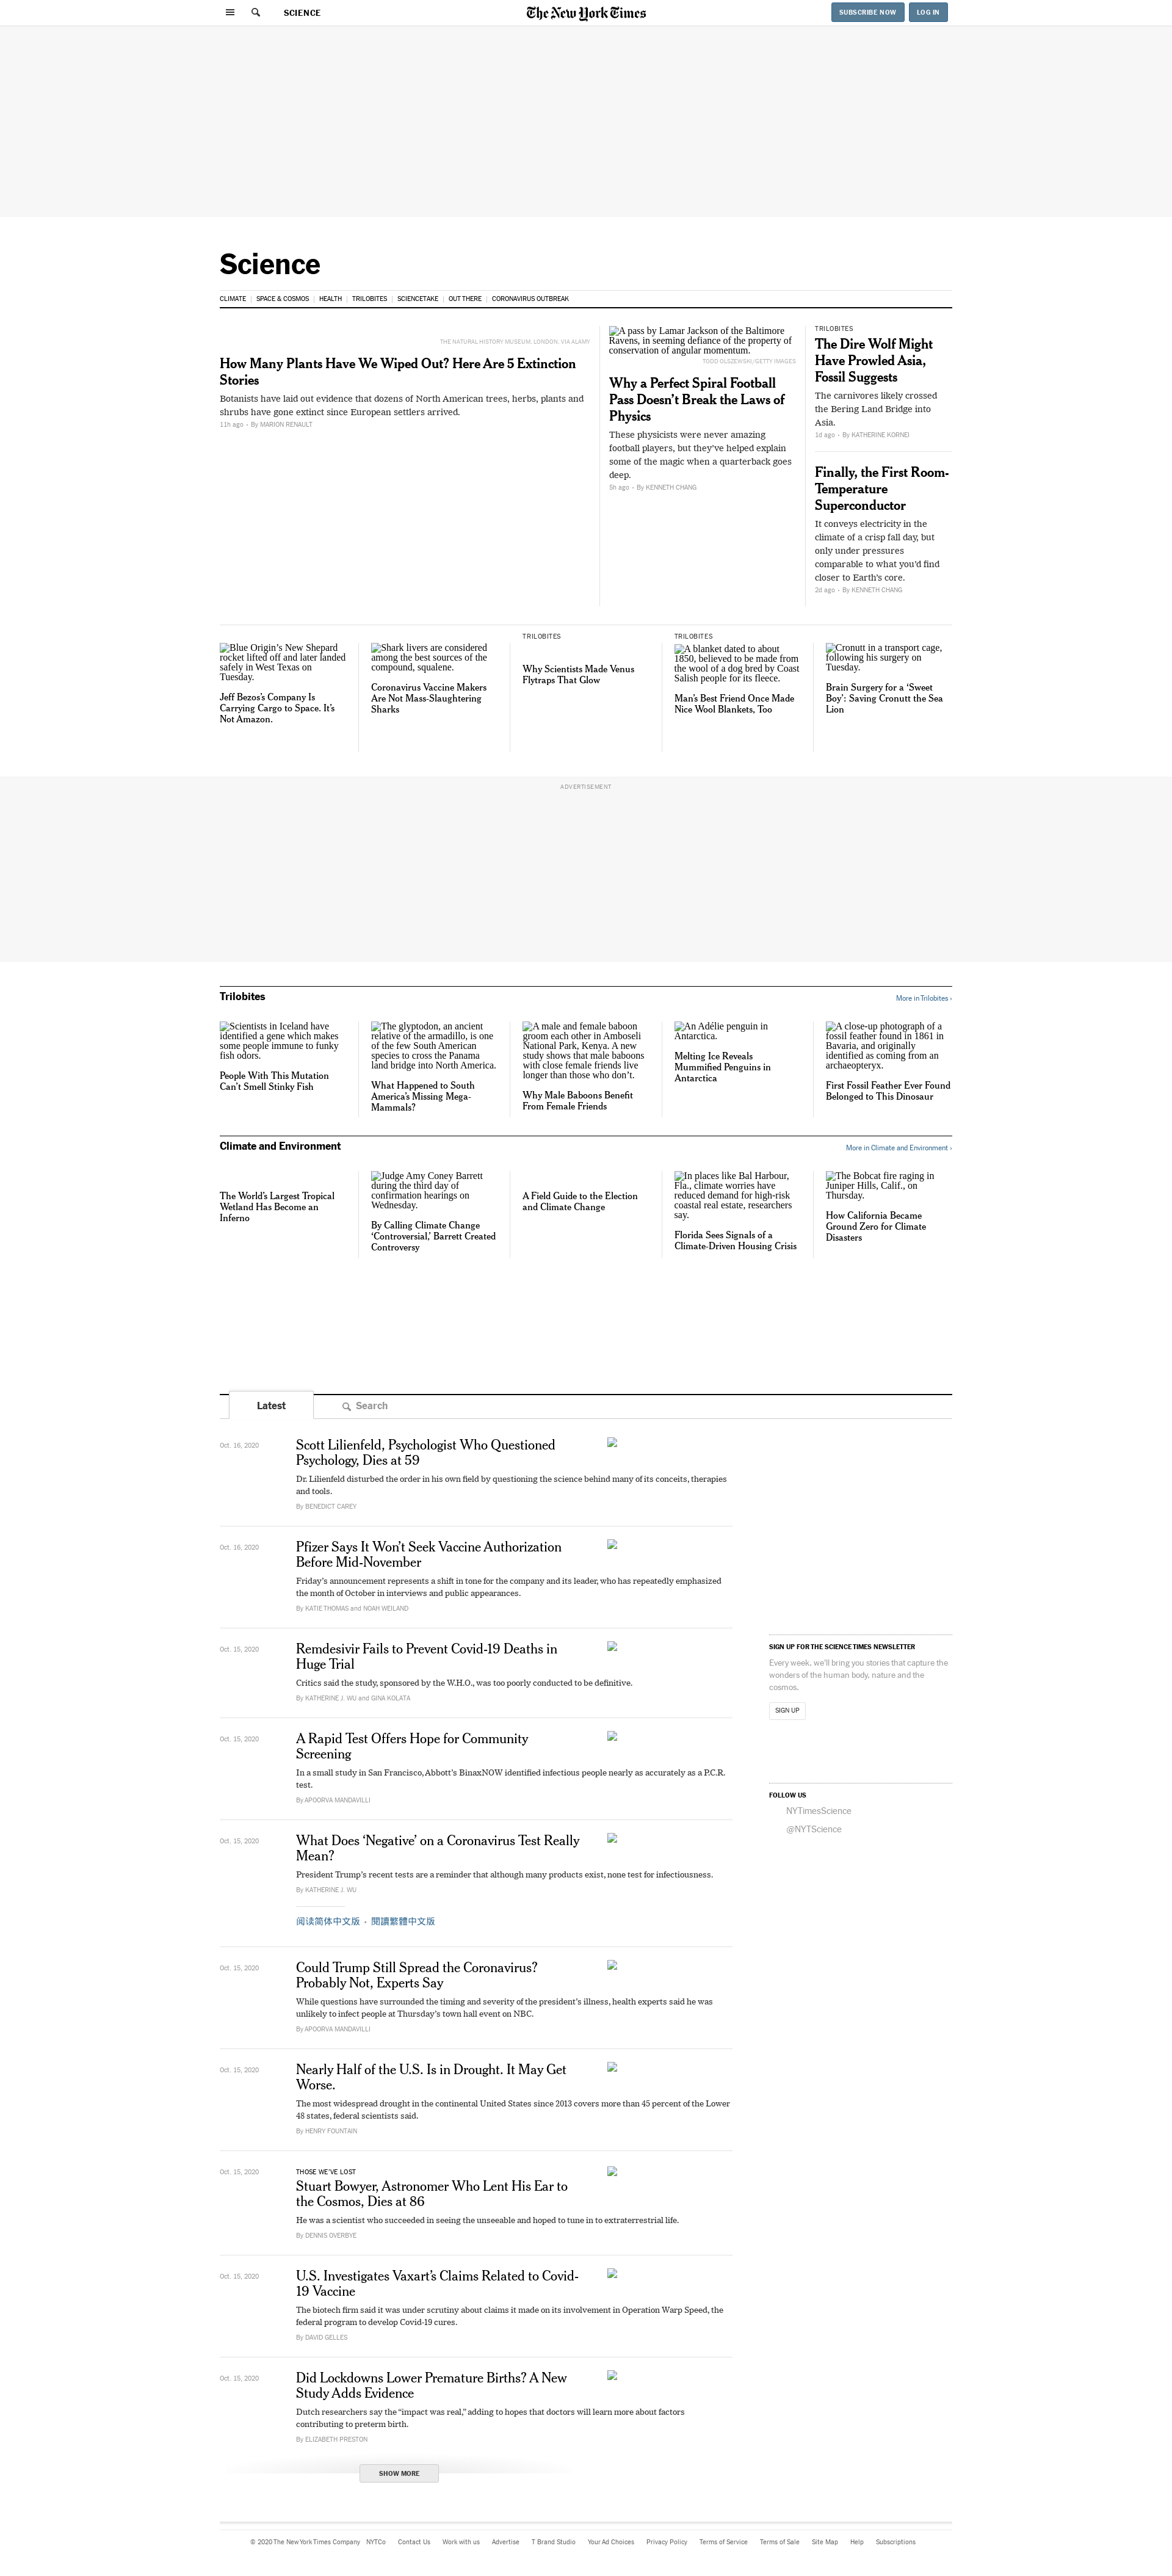 SCIENCE
The New York Times
SUBSCRIBE NOW
LOG IN
Science
CLIMATE
SPACE & COSMOS
HEALTH
TRILOBITES
SCIENCETAKE
OUT THERE
CORONAVIRUS OUTBREAK
THE NATURAL HISTORY MUSEUM, LONDON, VIA ALAMY
How Many Plants Have We Wiped Out? Here Are 5 Extinction
Stories
Botanists have laid out evidence that dozens of North American trees, herbs, plants and
shrubs have gone extinct since European settlers arrived.
11h ago
By MARION RENAULT
A pass by Lamar Jackson of the Baltimore
Ravens, in seeming defiance of the property of
conservation of angular momentum.
TODD OLSZEWSKI/GETTY IMAGES
Why a Perfect Spiral Football
Pass Doesn’t Break the Laws of
Physics
These physicists were never amazing
football players, but they’ve helped explain
some of the magic when a quarterback goes
deep.
5h ago
By KENNETH CHANG
TRILOBITES
The Dire Wolf Might
Have Prowled Asia,
Fossil Suggests
The carnivores likely crossed
the Bering Land Bridge into
Asia.
1d ago
By KATHERINE KORNEI
Finally, the First Room-
Temperature
Superconductor
It conveys electricity in the
climate of a crisp fall day, but
only under pressures
comparable to what you’d find
closer to Earth’s core.
2d ago
By KENNETH CHANG
Blue Origin’s New Shepard
rocket lifted off and later landed
safely in West Texas on
Tuesday.
Jeff Bezos’s Company Is
Carrying Cargo to Space. It’s
Not Amazon.
Shark livers are considered
among the best sources of the
compound, squalene.
Coronavirus Vaccine Makers
Are Not Mass-Slaughtering
Sharks
TRILOBITES
Why Scientists Made Venus
Flytraps That Glow
TRILOBITES
A blanket dated to about
1850, believed to be made from
the wool of a dog bred by Coast
Salish people for its fleece.
Man’s Best Friend Once Made
Nice Wool Blankets, Too
Cronutt in a transport cage,
following his surgery on
Tuesday.
Brain Surgery for a ‘Sweet
Boy’: Saving Cronutt the Sea
Lion
ADVERTISEMENT
Trilobites
More in Trilobites ›
Scientists in Iceland have
identified a gene which makes
some people immune to funky
fish odors.
People With This Mutation
Can’t Smell Stinky Fish
The glyptodon, an ancient
relative of the armadillo, is one
of the few South American
species to cross the Panama
land bridge into North America.
What Happened to South
America’s Missing Mega-
Mammals?
A male and female baboon
groom each other in Amboseli
National Park, Kenya. A new
study shows that male baboons
with close female friends live
longer than those who don’t.
Why Male Baboons Benefit
From Female Friends
An Adélie penguin in
Antarctica.
Melting Ice Reveals
Mummified Penguins in
Antarctica
A close-up photograph of a
fossil feather found in 1861 in
Bavaria, and originally
identified as coming from an
archaeopteryx.
First Fossil Feather Ever Found
Belonged to This Dinosaur
Climate and Environment
More in Climate and Environment ›
The World’s Largest Tropical
Wetland Has Become an
Inferno
Judge Amy Coney Barrett
during the third day of
confirmation hearings on
Wednesday.
By Calling Climate Change
‘Controversial,’ Barrett Created
Controversy
A Field Guide to the Election
and Climate Change
In places like Bal Harbour,
Fla., climate worries have
reduced demand for high-risk
coastal real estate, researchers
say.
Florida Sees Signals of a
Climate-Driven Housing Crisis
The Bobcat fire raging in
Juniper Hills, Calif., on
Thursday.
How California Became
Ground Zero for Climate
Disasters
Latest
Search
Oct. 16, 2020
Scott Lilienfeld, Psychologist Who Questioned
Psychology, Dies at 59
Dr. Lilienfeld disturbed the order in his own field by questioning the science behind many of its conceits, therapies
and tools.
By BENEDICT CAREY
Oct. 16, 2020
Pfizer Says It Won’t Seek Vaccine Authorization
Before Mid-November
Friday’s announcement represents a shift in tone for the company and its leader, who has repeatedly emphasized
the month of October in interviews and public appearances.
By KATIE THOMAS and NOAH WEILAND
Oct. 15, 2020
Remdesivir Fails to Prevent Covid-19 Deaths in
Huge Trial
Critics said the study, sponsored by the W.H.O., was too poorly conducted to be definitive.
By KATHERINE J. WU and GINA KOLATA
Oct. 15, 2020
A Rapid Test Offers Hope for Community
Screening
In a small study in San Francisco, Abbott’s BinaxNOW identified infectious people nearly as accurately as a P.C.R.
test.
By APOORVA MANDAVILLI
Oct. 15, 2020
What Does ‘Negative’ on a Coronavirus Test Really
Mean?
President Trump’s recent tests are a reminder that although many products exist, none test for infectiousness.
By KATHERINE J. WU
阅读简体中文版 • 閱讀繁體中文版
Oct. 15, 2020
Could Trump Still Spread the Coronavirus?
Probably Not, Experts Say
While questions have surrounded the timing and severity of the president’s illness, health experts said he was
unlikely to infect people at Thursday’s town hall event on NBC.
By APOORVA MANDAVILLI
Oct. 15, 2020
Nearly Half of the U.S. Is in Drought. It May Get
Worse.
The most widespread drought in the continental United States since 2013 covers more than 45 percent of the Lower
48 states, federal scientists said.
By HENRY FOUNTAIN
Oct. 15, 2020
THOSE WE’VE LOST
Stuart Bowyer, Astronomer Who Lent His Ear to
the Cosmos, Dies at 86
He was a scientist who succeeded in seeing the unseeable and hoped to tune in to extraterrestrial life.
By DENNIS OVERBYE
Oct. 15, 2020
U.S. Investigates Vaxart’s Claims Related to Covid-
19 Vaccine
The biotech firm said it was under scrutiny about claims it made on its involvement in Operation Warp Speed, the
federal program to develop Covid-19 cures.
By DAVID GELLES
Oct. 15, 2020
Did Lockdowns Lower Premature Births? A New
Study Adds Evidence
Dutch researchers say the “impact was real,” adding to hopes that doctors will learn more about factors
contributing to preterm birth.
By ELIZABETH PRESTON
SHOW MORE
SIGN UP FOR THE SCIENCE TIMES NEWSLETTER
Every week, we’ll bring you stories that capture the
wonders of the human body, nature and the
cosmos.
SIGN UP
FOLLOW US
NYTimesScience
@NYTScience
© 2020 The New York Times Company
NYTCo
Contact Us
Work with us
Advertise
T Brand Studio
Your Ad Choices
Privacy Policy
Terms of Service
Terms of Sale
Site Map
Help
Subscriptions